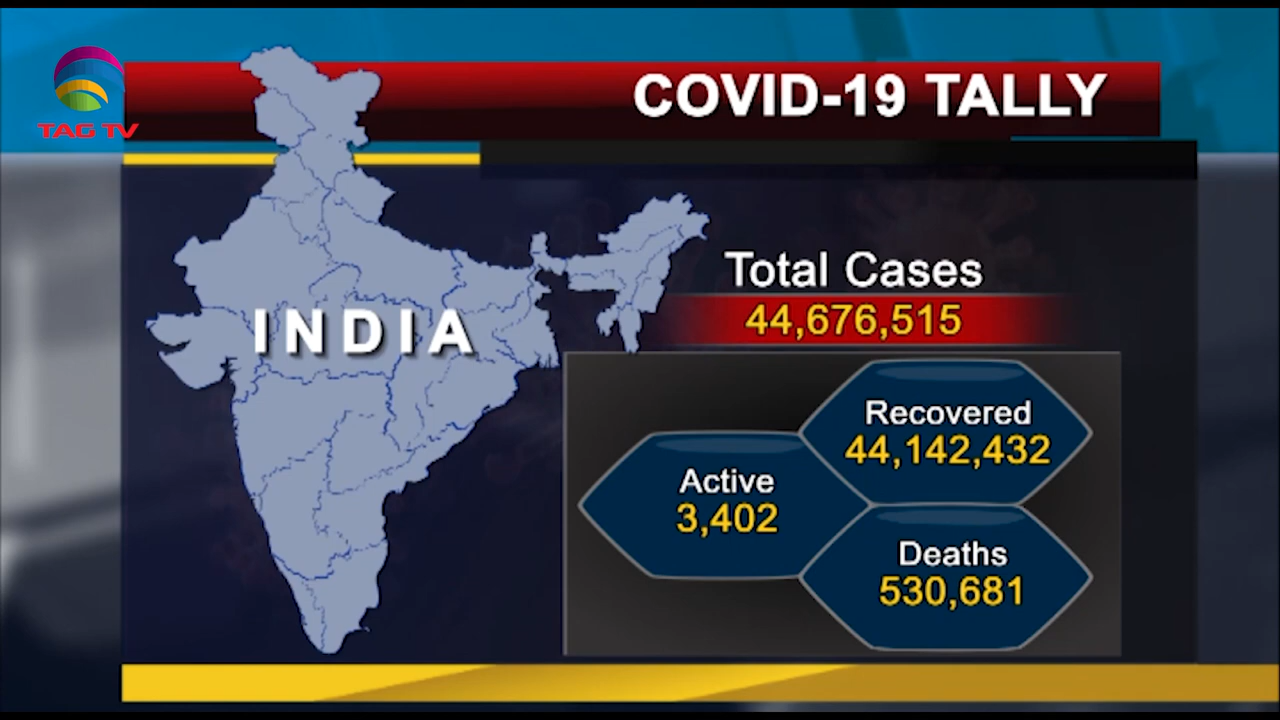 TAG TV
COVID-19 TALLY
INDIA
Total Cases
44,676,515
Recovered
44,142,432
Active
3,402
Deaths
530,681